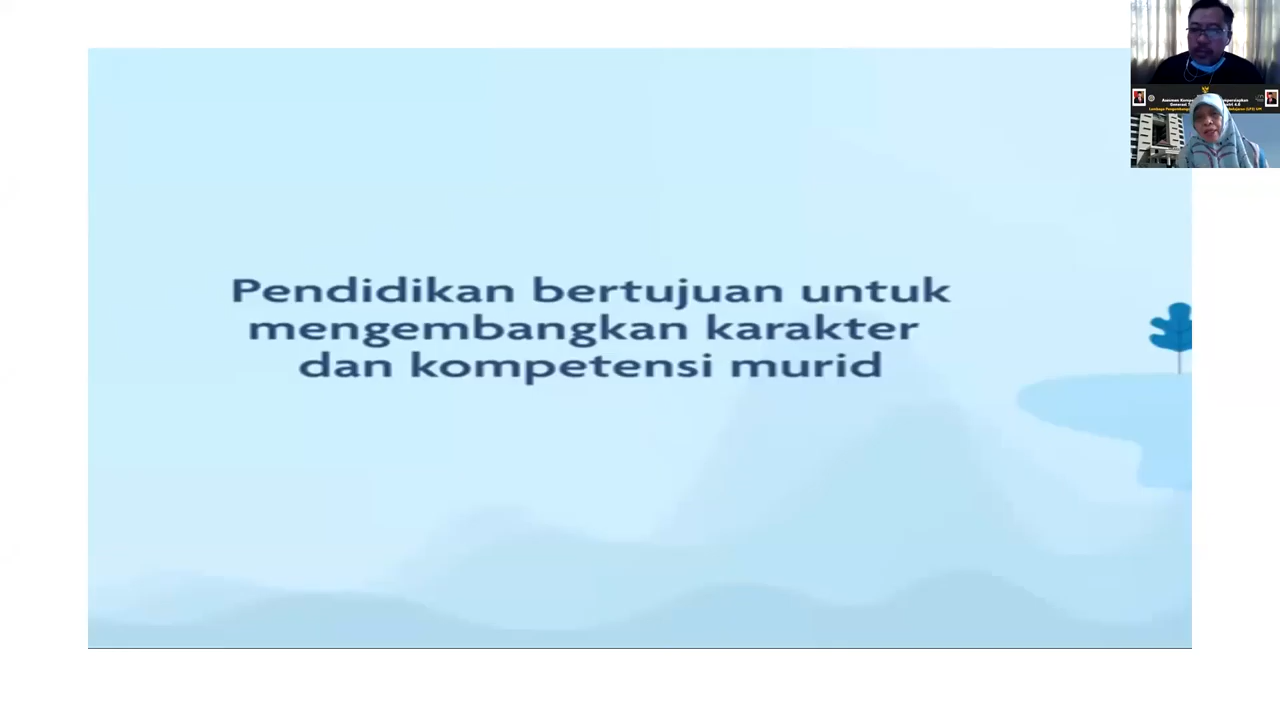 Pendidikan bertujuan untuk
mengembangkan karakter
dan kompetensi murid